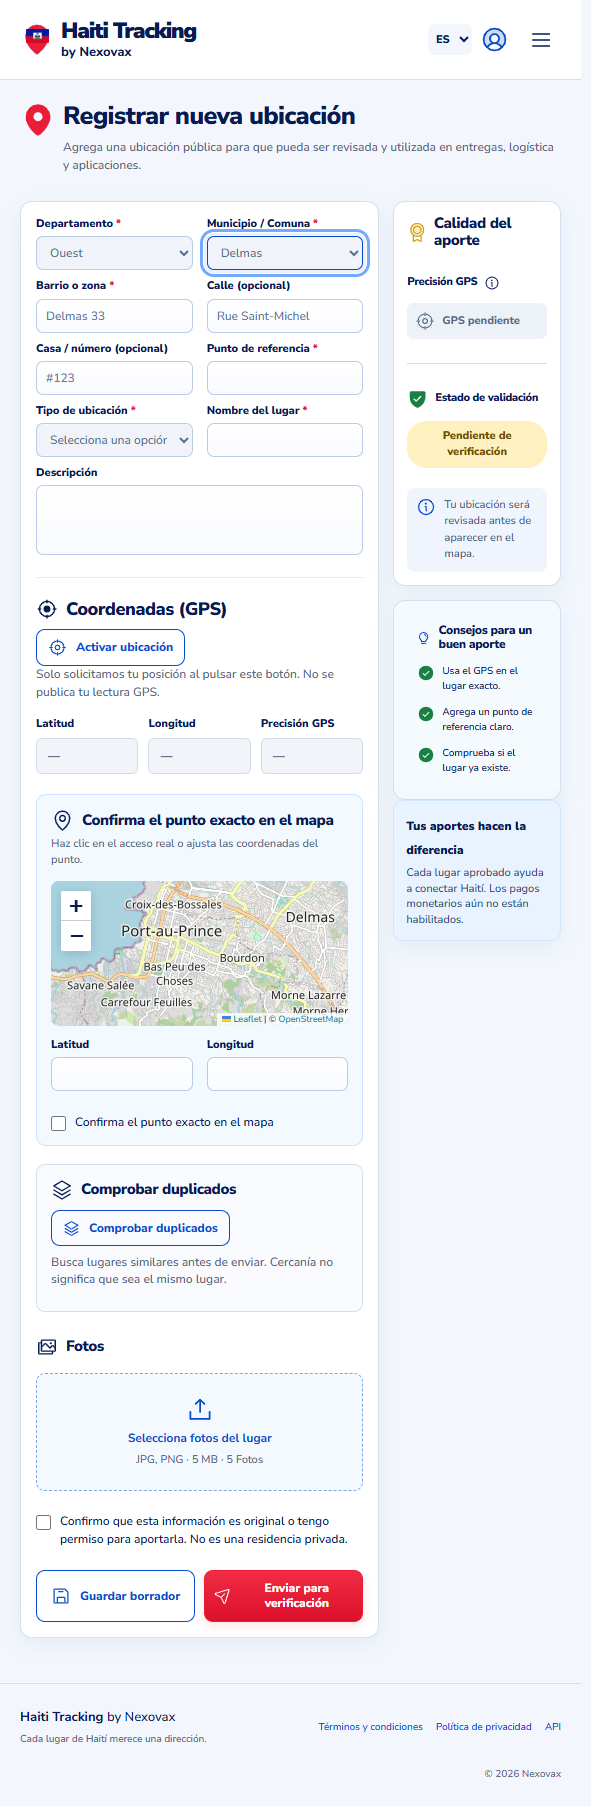 Haiti Tracking
by Nexovax
ES
Registrar nueva ubicación
Agrega una ubicación pública para que pueda ser revisada y utilizada en entregas, logística
y aplicaciones.
Departamento *
Municipio / Comuna *
Ouest
Delmas
Barrio o zona *
Calle (opcional)
Delmas 33
Rue Saint-Michel
Casa / número (opcional)
Punto de referencia *
#123
Tipo de ubicación *
Nombre del lugar *
Selecciona una opciór
Descripción
Coordenadas (GPS)
Activar ubicación
Solo solicitamos tu posición al pulsar este botón. No se
publica tu lectura GPS.
Latitud
Longitud
Precisión GPS
—
—
—
Confirma el punto exacto en el mapa
Haz clic en el acceso real o ajusta las coordenadas del
punto.
+
−
Croix-des-Bossales
Delmas
Port-au-Prince
Bourdon
Bas Peu des
Choses
Savane Salée
Morne Lazarre
Carrefour Feuilles
Morne Her
Leaflet | © OpenStreetMap
Latitud
Longitud
Confirma el punto exacto en el mapa
Comprobar duplicados
Comprobar duplicados
Busca lugares similares antes de enviar. Cercanía no
significa que sea el mismo lugar.
Fotos
Selecciona fotos del lugar
JPG, PNG · 5 MB · 5 Fotos
Confirmo que esta información es original o tengo
permiso para aportarla. No es una residencia privada.
Guardar borrador
Enviar para
verificación
Calidad del
aporte
Precisión GPS
GPS pendiente
Estado de validación
Pendiente de
verificación
Tu ubicación será
revisada antes de
aparecer en el
mapa.
Consejos para un
buen aporte
Usa el GPS en el
lugar exacto.
Agrega un punto de
referencia claro.
Comprueba si el
lugar ya existe.
Tus aportes hacen la
diferencia
Cada lugar aprobado ayuda
a conectar Haití. Los pagos
monetarios aún no están
habilitados.
Haiti Tracking by Nexovax
Cada lugar de Haití merece una dirección.
Términos y condiciones
Política de privacidad
API
© 2026 Nexovax